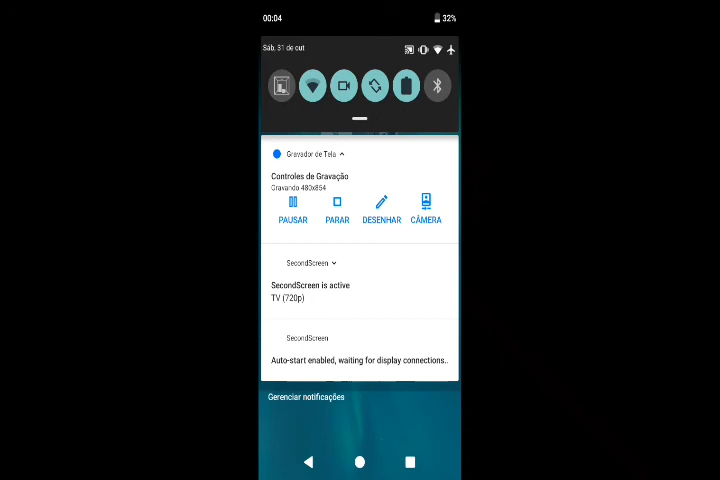 00:04
32%
Sáb, 31 de out
Gravador de Tela
Controles de Gravação
Gravando 480x854
PAUSAR PARAR DESENHAR CÂMERA
SecondScreen
SecondScreen is active
TV (720p)
SecondScreen
Auto-start enabled, waiting for display connections..
Gerenciar notificações